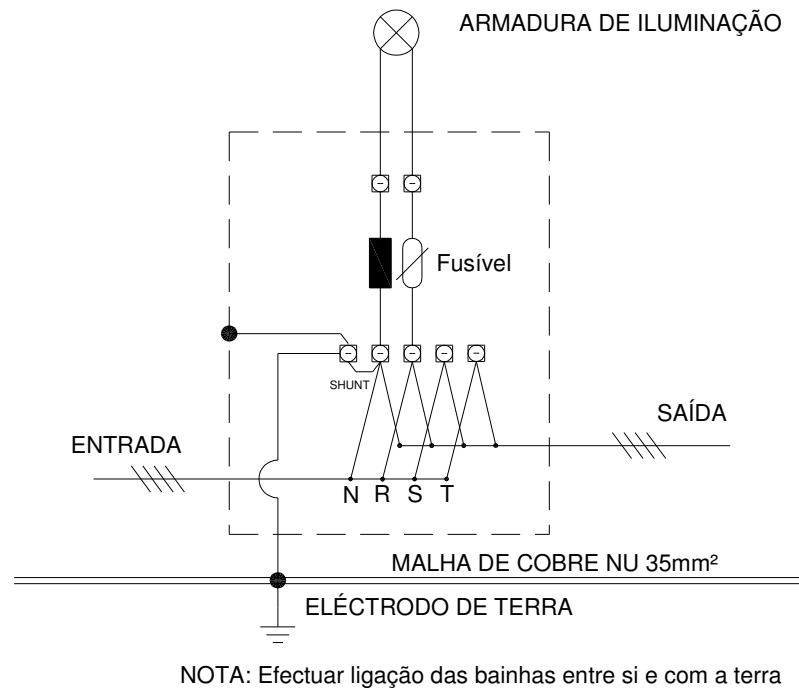 ARMADURA DE ILUMINAÇÃO
Fusível
SHUNT
SAÍDA
ENTRADA
N R S T
MALHA DE COBRE NU 35mm²
ELÉCTRODO DE TERRA
NOTA: Efectuar ligação das bainhas entre si e com a terra